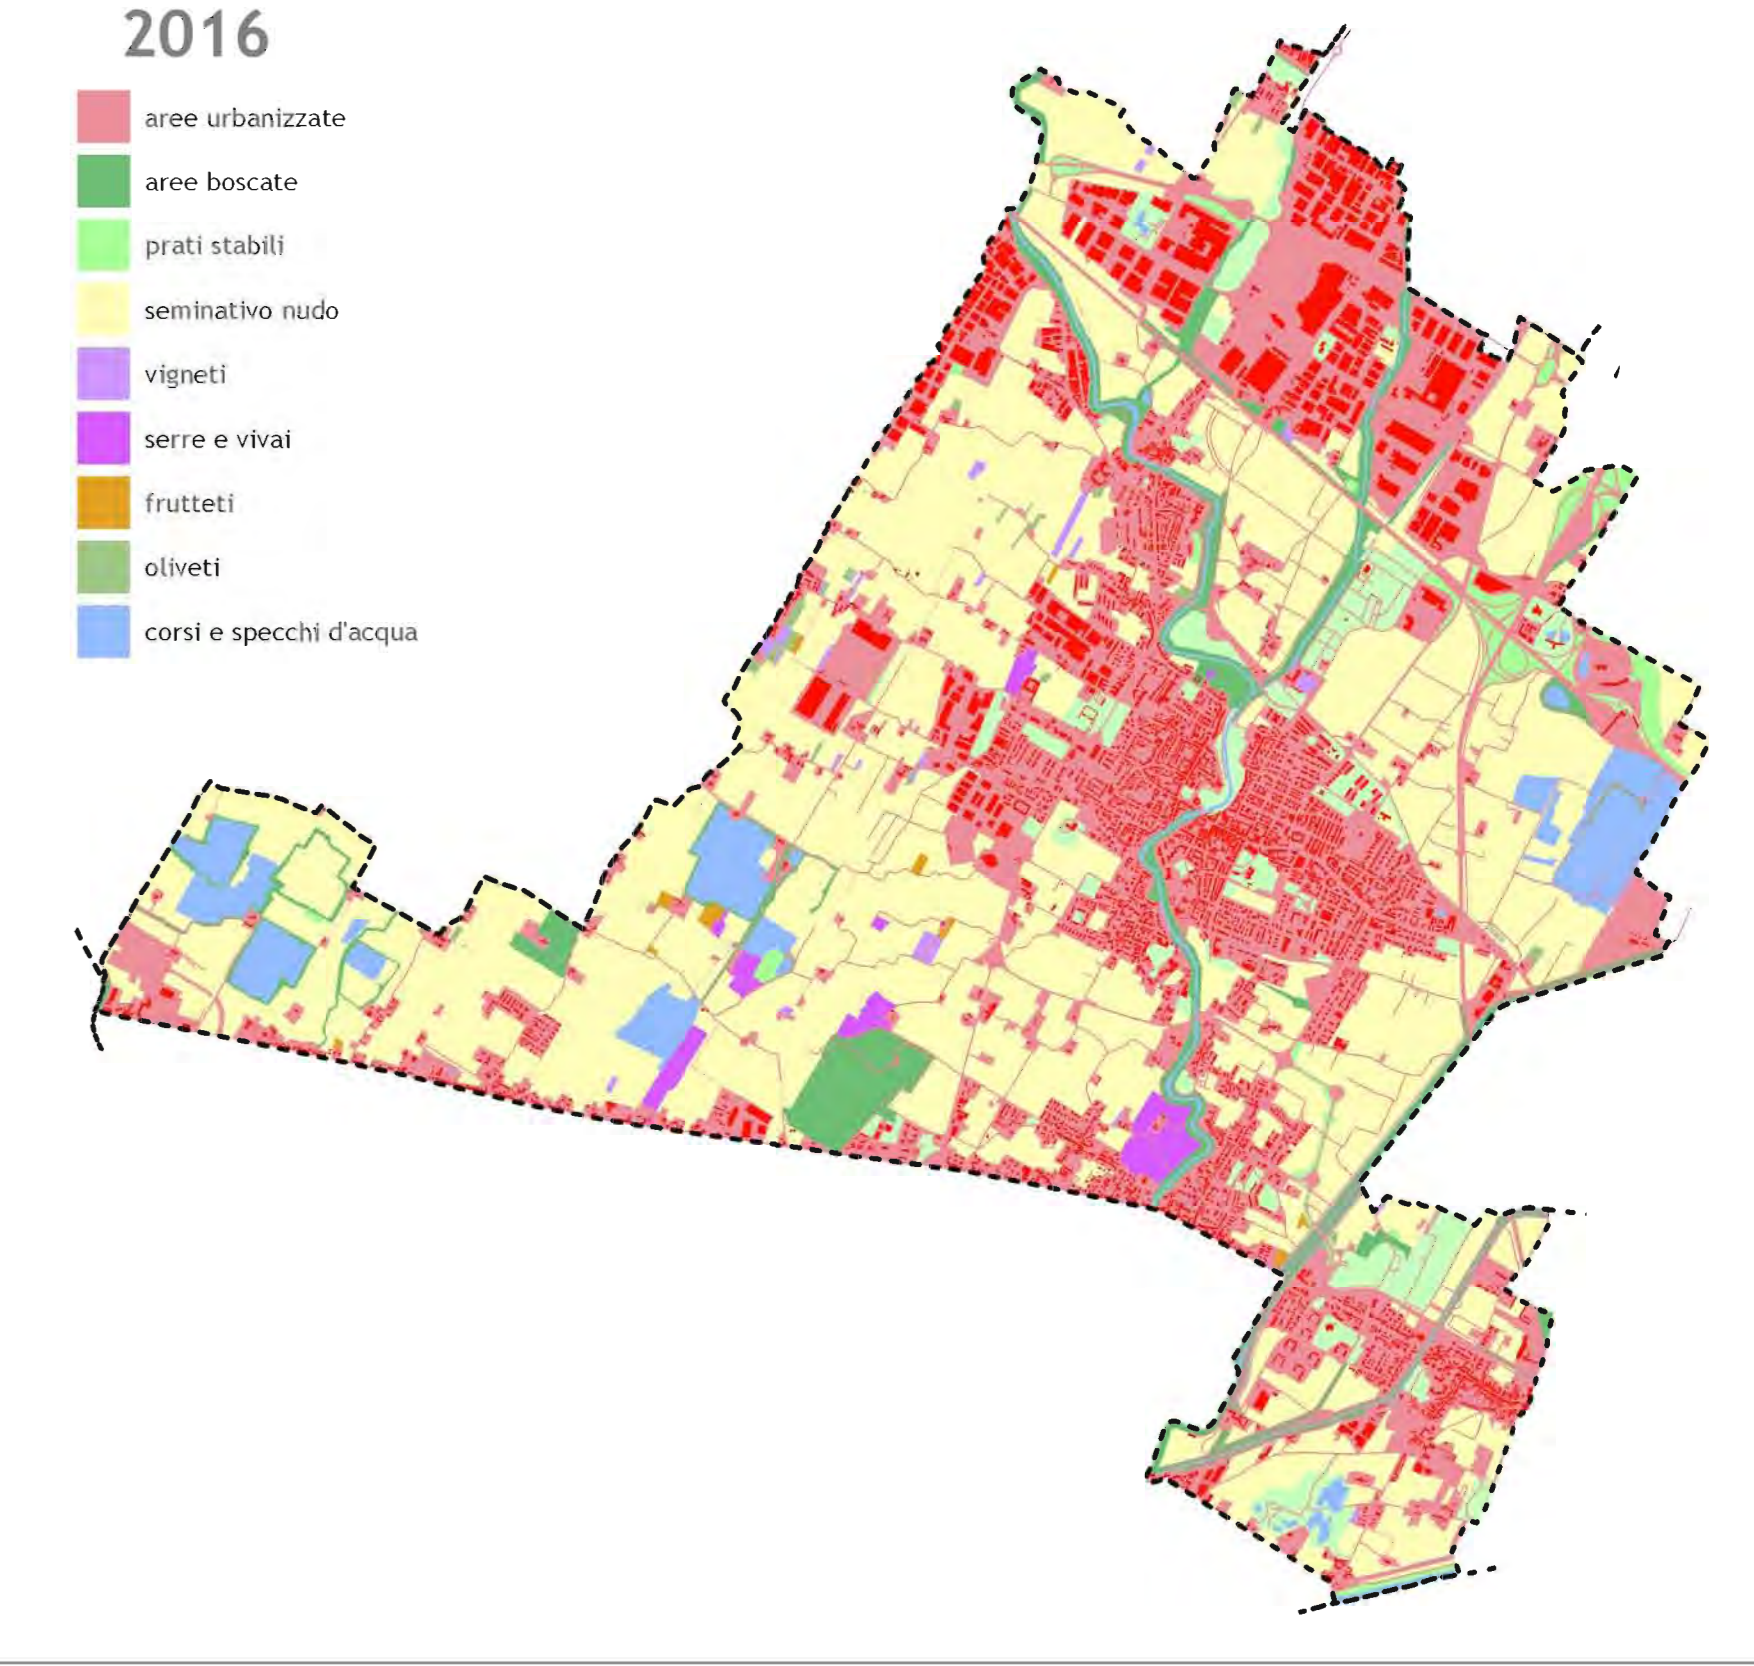 2016
aree urbanizzate
aree boscate
prati stabili
seminativo nudo
vigneti
serre e vivai
frutteti
oliveti
corsi e specchi d'acqua